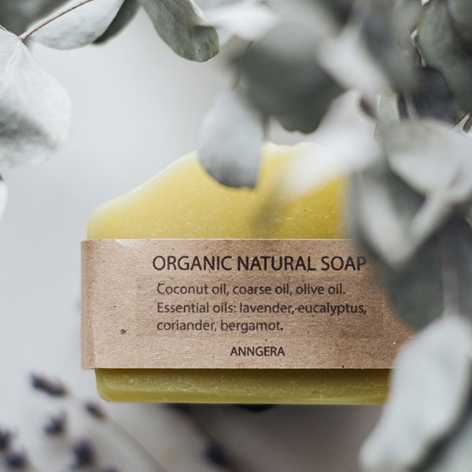 ORGANIC NATURAL SOAP
Coconut oil, coarse oil, olive oil.
Essential oils: lavender, eucalyptus,
coriander, bergamot.
ANNGERA